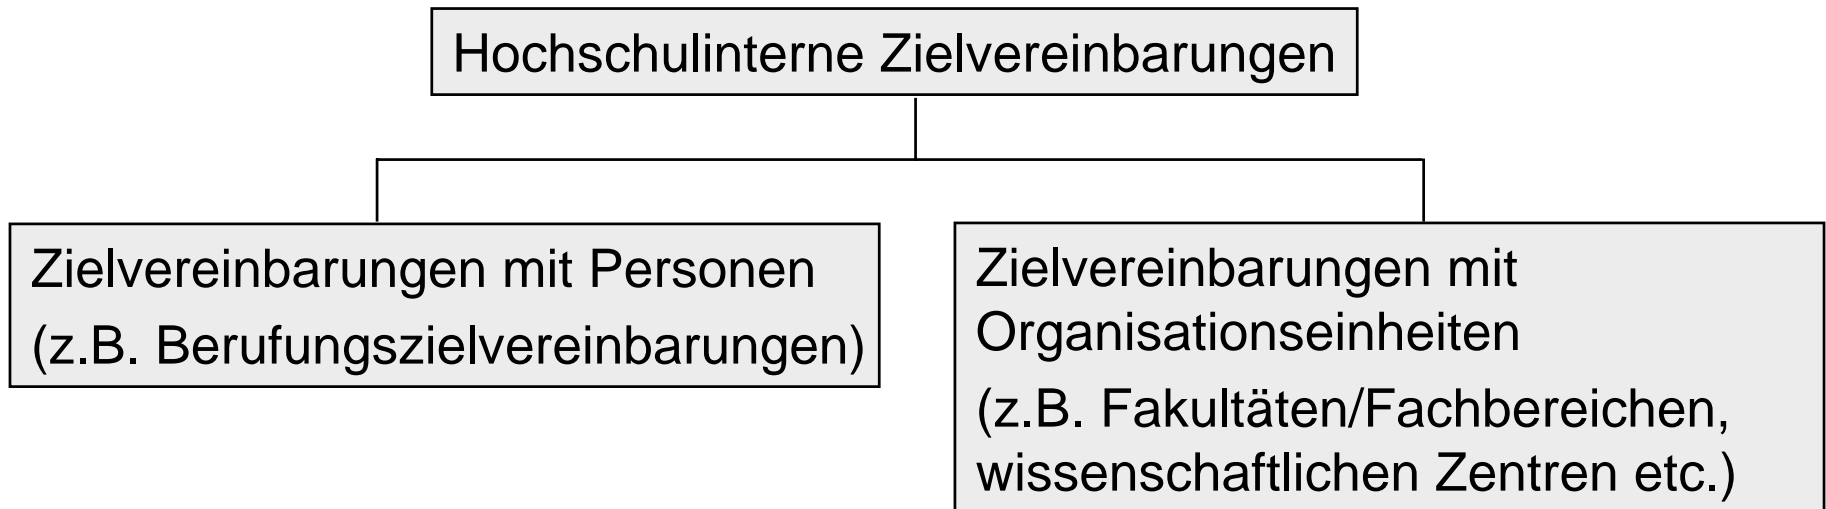 Hochschulinterne Zielvereinbarungen
Zielvereinbarungen mit Personen
(z.B. Berufungszielvereinbarungen)
Zielvereinbarungen mit
Organisationseinheiten
(z.B. Fakultäten/Fachbereichen,
wissenschaftlichen Zentren etc.)